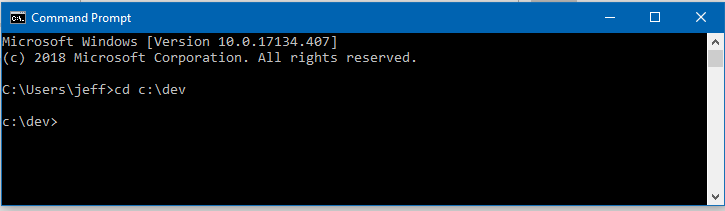 Command Prompt
Microsoft Windows [Version 10.0.17134.407]
(c) 2018 Microsoft Corporation. All rights reserved.
C:\Users\jeff>cd c:\dev
c:\dev>